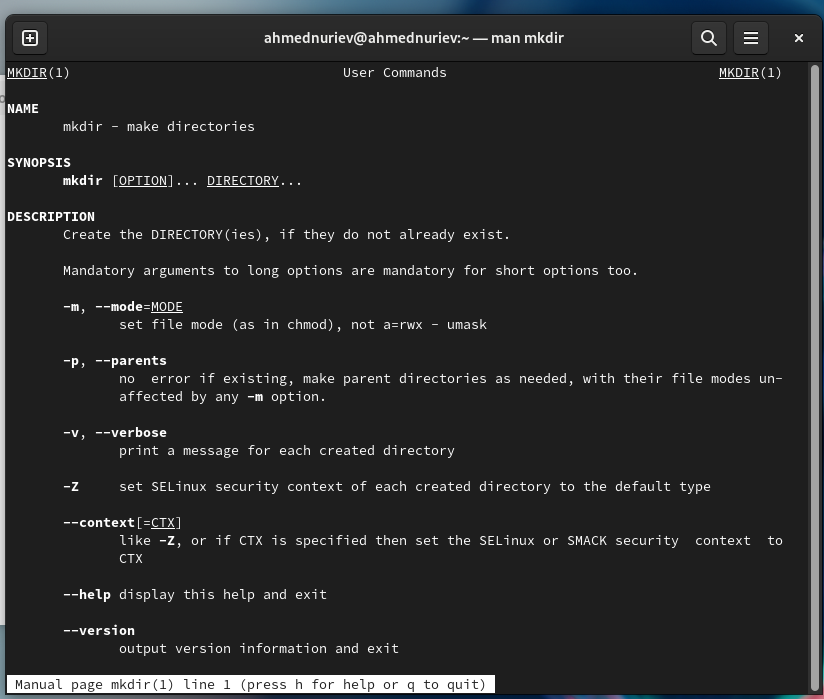 ahmednuriev@ahmednuriev:~ — man mkdir
MKDIR(1) User Commands MKDIR(1)
NAME
mkdir - make directories
SYNOPSIS
mkdir [OPTION]... DIRECTORY...
DESCRIPTION
Create the DIRECTORY(ies), if they do not already exist.
Mandatory arguments to long options are mandatory for short options too.
-m, --mode=MODE
set file mode (as in chmod), not a=rwx - umask
-p, --parents
no  error if existing, make parent directories as needed, with their file modes un-
affected by any -m option.
-v, --verbose
print a message for each created directory
-Z     set SELinux security context of each created directory to the default type
--context[=CTX]
like -Z, or if CTX is specified then set the SELinux or SMACK security  context  to
CTX
--help display this help and exit
--version
output version information and exit
Manual page mkdir(1) line 1 (press h for help or q to quit)